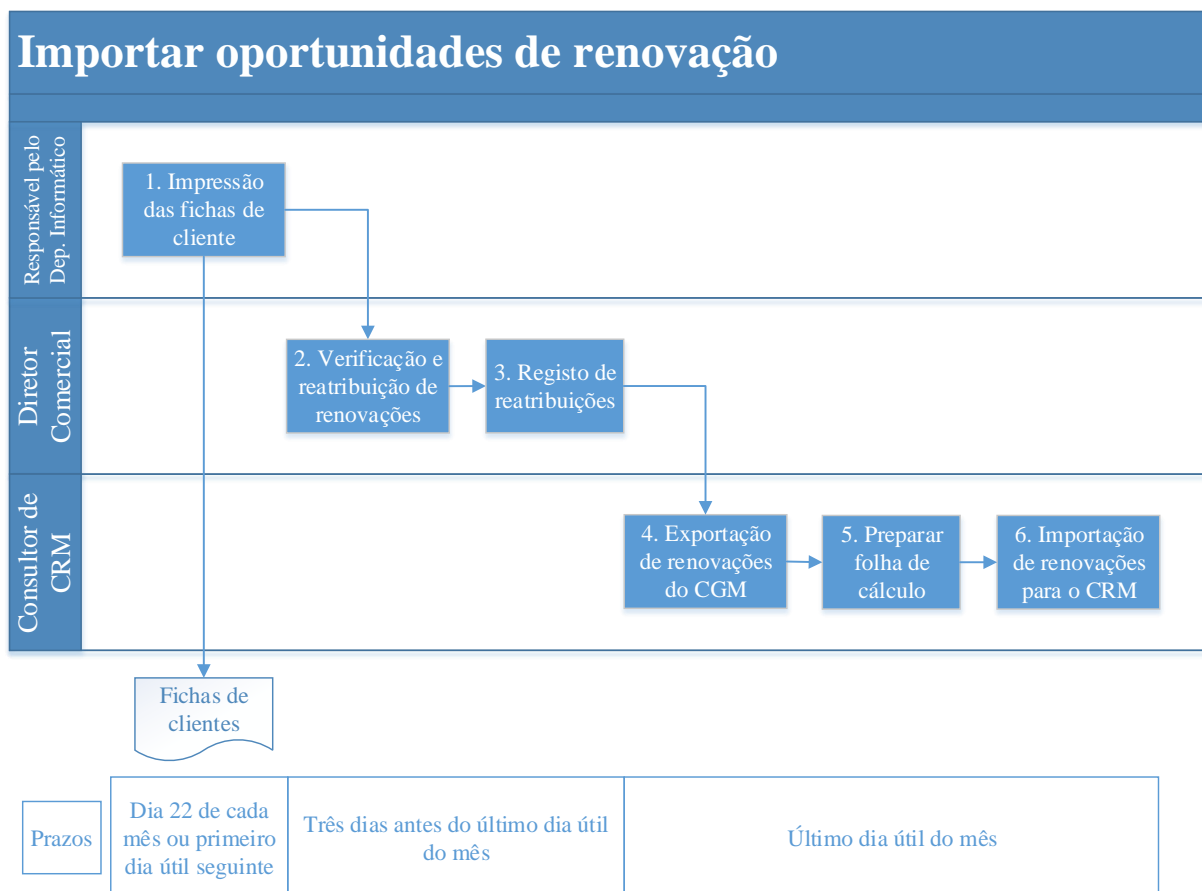 Importar oportunidades de renovação
Responsável pelo
Dep. Informático
1. Impressão
das fichas de
cliente
Diretor
Comercial
2. Verificação e
reatribuição de
renovações
3. Registo de
reatribuições
Consultor de
CRM
4. Exportação
de renovações
do CGM
5. Preparar
folha de
cálculo
6. Importação
de renovações
para o CRM
Fichas de
clientes
Prazos
Dia 22 de cada
mês ou primeiro
dia útil seguinte
Três dias antes do último dia útil
do mês
Último dia útil do mês